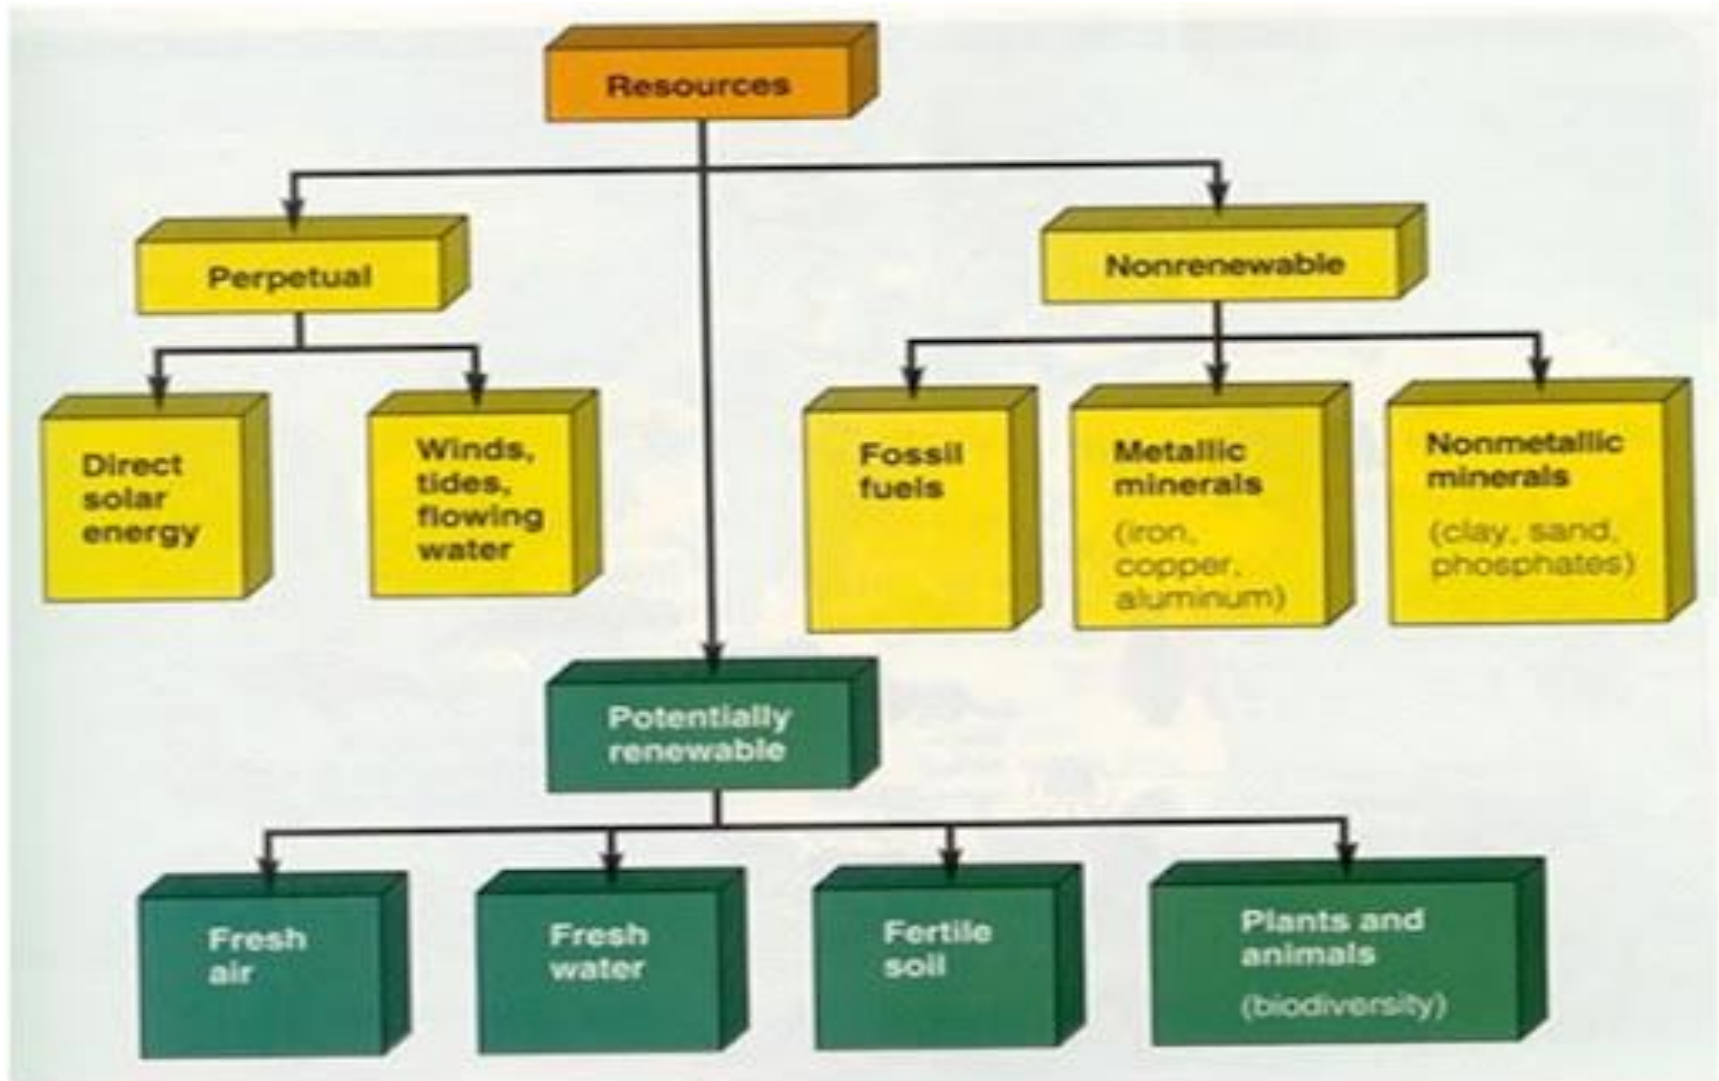 Resources
Perpetual
Nonrenewable
Direct
solar
energy
Winds,
tides,
flowing
water
Fossil
fuels
Metallic
minerals
(iron,
copper,
aluminum)
Nonmetallic
minerals
(clay, sand,
phosphates)
Potentially
renewable
Fresh
air
Fresh
water
Fertile
soil
Plants and
animals
(biodiversity)